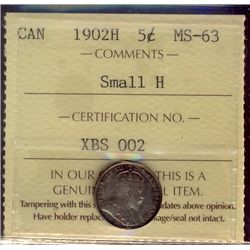 CAN 1902H 5¢ MS-63
COMMENTS
Small H
CERTIFICATION NO.
XBS 002
IN OUR THIS IS A
GENUI L ITEM.
Tampering with this s dates above opinion.
Have holder replac kage/seal not intact.